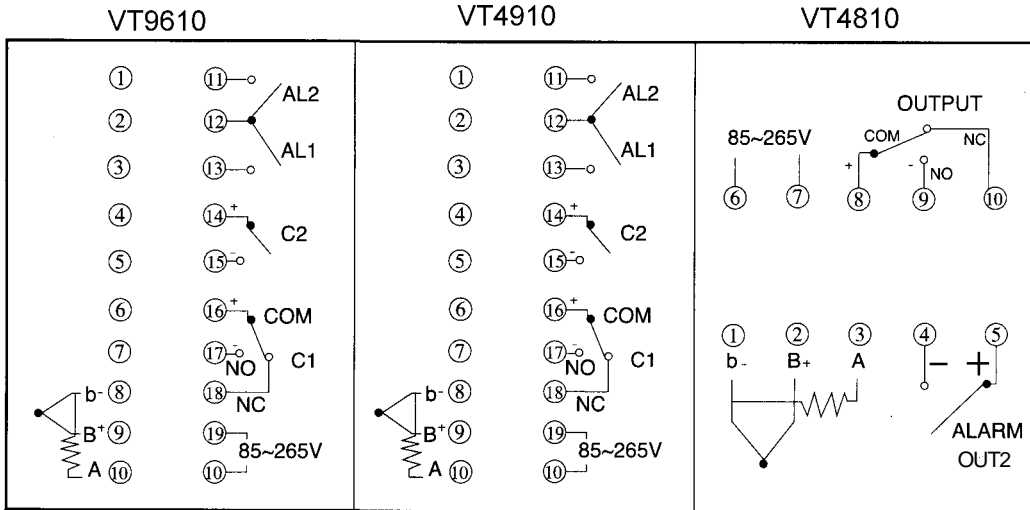 VT9610 VT4910 VT4810
① ⑪ AL2
② ⑫
AL1
③ ⑬
④ ⑭ +
C2
⑤ ⑮ -
⑥ ⑯ + COM
⑦ ⑰ - NO C1
b- ⑧ ⑱ NC
B+ ⑨ ⑲
85~265V
A ⑩ ⑩
① ⑪ AL2
② ⑫
AL1
③ ⑬
④ ⑭ +
C2
⑤ ⑮ -
⑥ ⑯ + COM
⑦ ⑰ - NO C1
b- ⑧ ⑱ NC
B+ ⑨ ⑲
85~265V
A ⑩ ⑩
OUTPUT
85~265V COM NC
+ - NO
⑥ ⑦ ⑧ ⑨ ⑩
① ② ③ ④ ⑤
b- B+ A - +
ALARM
OUT2